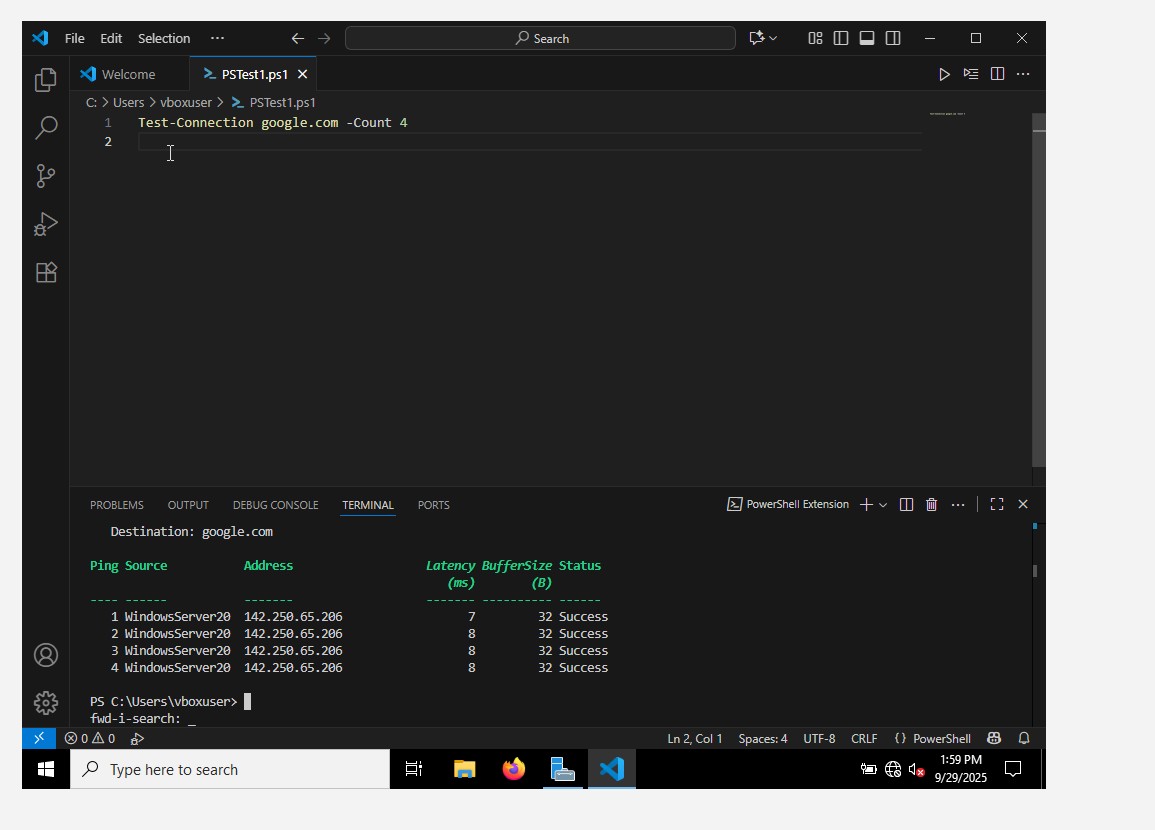 File Edit Selection ··· Search
Welcome PSTest1.ps1
C: > Users > vboxuser > PSTest1.ps1
1 Test-Connection google.com -Count 4
2
PROBLEMS OUTPUT DEBUG CONSOLE TERMINAL PORTS PowerShell Extension
Destination: google.com
Ping Source Address Latency BufferSize Status
(ms) (B)
---- ------ ------- ------- ---------- ------
1 WindowsServer20 142.250.65.206 7 32 Success
2 WindowsServer20 142.250.65.206 8 32 Success
3 WindowsServer20 142.250.65.206 8 32 Success
4 WindowsServer20 142.250.65.206 8 32 Success
PS C:\Users\vboxuser>
fwd-i-search: _
0 0 Ln 2, Col 1 Spaces: 4 UTF-8 CRLF {} PowerShell
Type here to search 1:59 PM
9/29/2025